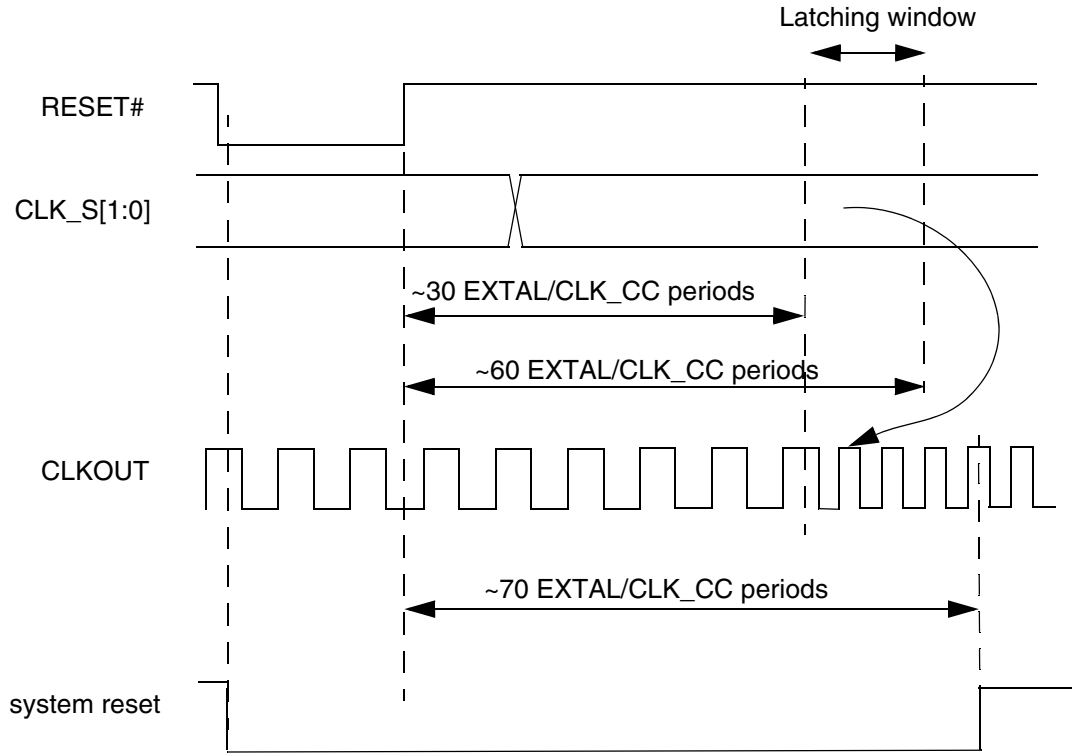 Latching window
RESET#
CLK_S[1:0]
~30 EXTAL/CLK_CC periods
~60 EXTAL/CLK_CC periods
CLKOUT
~70 EXTAL/CLK_CC periods
system reset